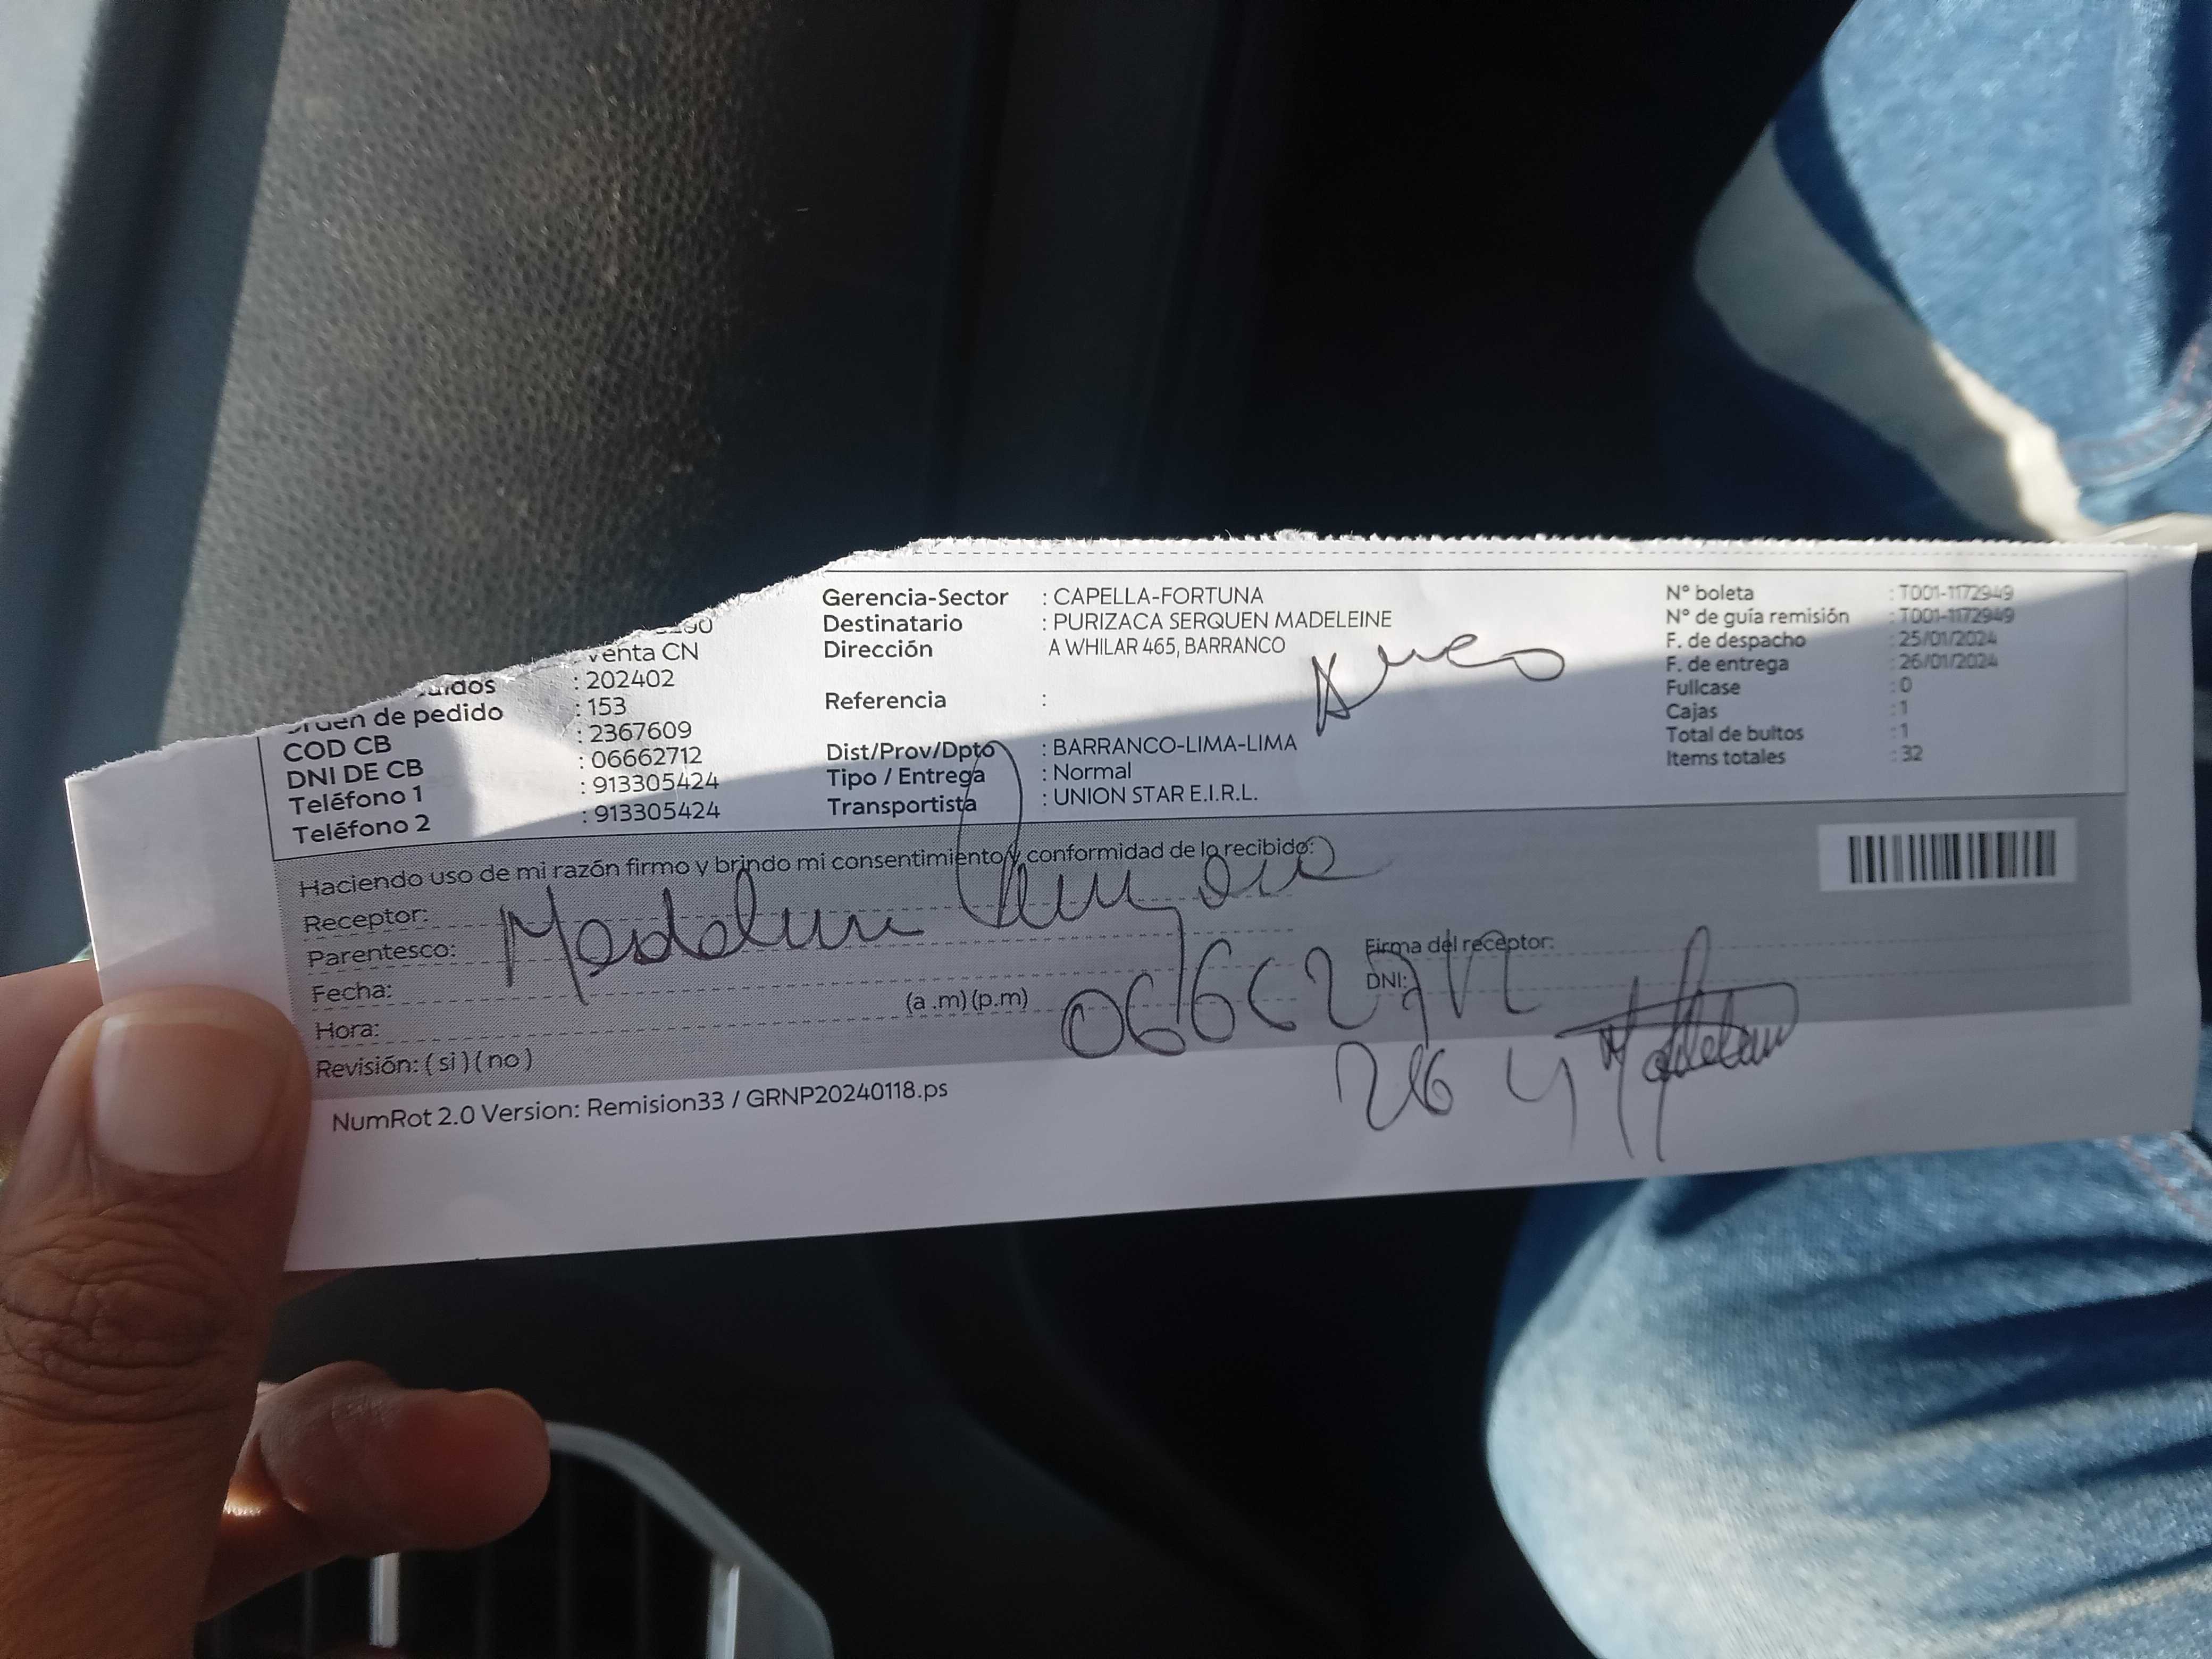 venta CN
: 202402
Orden de pedido : 153
COD CB : 2367609
DNI DE CB : 06662712
Teléfono 1 : 913305424
Teléfono 2 : 913305424
Gerencia-Sector : CAPELLA-FORTUNA
Destinatario : PURIZACA SERQUEN MADELEINE
Dirección A WHILAR 465, BARRANCO
Referencia :
Dist/Prov/Dpto : BARRANCO-LIMA-LIMA
Tipo / Entrega : Normal
Transportista : UNION STAR E.I.R.L.
N° boleta : T001-1172949
N° de guía remisión : T001-1172949
F. de despacho : 25/01/2024
F. de entrega : 26/01/2024
Fullcase : 0
Cajas : 1
Total de bultos : 1
Items totales : 32
Haciendo uso de mi razón firmo y brindo mi consentimiento y conformidad de lo recibido:
Receptor:
Parentesco:
Fecha:
Hora: (a .m) (p.m)
Revisión: ( si ) ( no )
Firma del receptor:
DNI: 06662712
NumRot 2.0 Version: Remision33 / GRNP20240118.ps